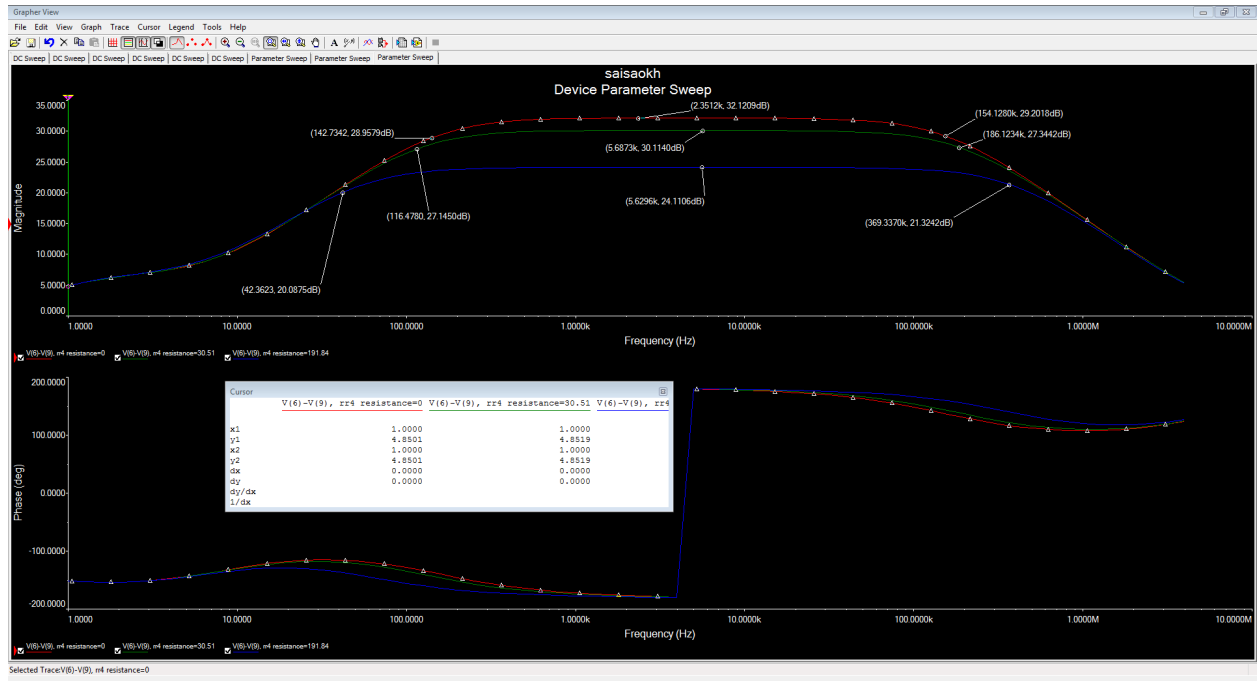 Grapher View
File Edit View Graph Trace Cursor Legend Tools Help
DC Sweep DC Sweep DC Sweep DC Sweep DC Sweep DC Sweep Parameter Sweep Parameter Sweep Parameter Sweep
saisaokh
Device Parameter Sweep
Magnitude
35.0000
30.0000
25.0000
20.0000
15.0000
10.0000
5.0000
0.0000
(142.7342, 28.9579dB)
(2.3512k, 32.1209dB)
(154.1280k, 29.2018dB)
(186.1234k, 27.3442dB)
(5.6873k, 30.1140dB)
(116.4780, 27.1450dB)
(5.6296k, 24.1106dB)
(369.3370k, 21.3242dB)
(42.3623, 20.0875dB)
1.0000 10.0000 100.0000 1.0000k 10.0000k 100.0000k 1.0000M 10.0000M
Frequency (Hz)
V(6)-V(9), rr4 resistance=0 V(6)-V(9), rr4 resistance=30.51 V(6)-V(9), rr4 resistance=191.84
Phase (deg)
200.0000
100.0000
0.0000
-100.0000
-200.0000
Cursor
V(6)-V(9), rr4 resistance=0 V(6)-V(9), rr4 resistance=30.51 V(6)-V(9), rr4
x1 1.0000 1.0000
y1 4.8501 4.8519
x2 1.0000 1.0000
y2 4.8501 4.8519
dx 0.0000 0.0000
dy 0.0000 0.0000
dy/dx
1/dx
1.0000 10.0000 100.0000 1.0000k 10.0000k 100.0000k 1.0000M 10.0000M
Frequency (Hz)
V(6)-V(9), rr4 resistance=0 V(6)-V(9), rr4 resistance=30.51 V(6)-V(9), rr4 resistance=191.84
Selected Trace:V(6)-V(9), rr4 resistance=0